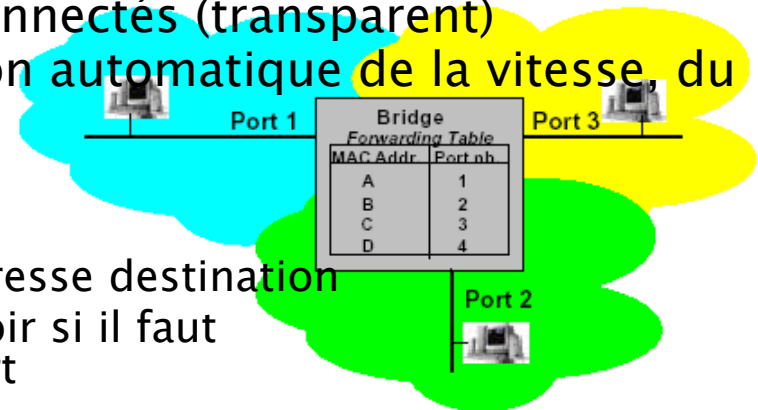 nnectés (transparent)
on automatique de la vitesse, du
Port 1
Bridge
Port 3
Forwarding Table
MAC Addr Port nb
A 1
B 2
C 3
D 4
resse destination
Port 2
oir si il faut
t